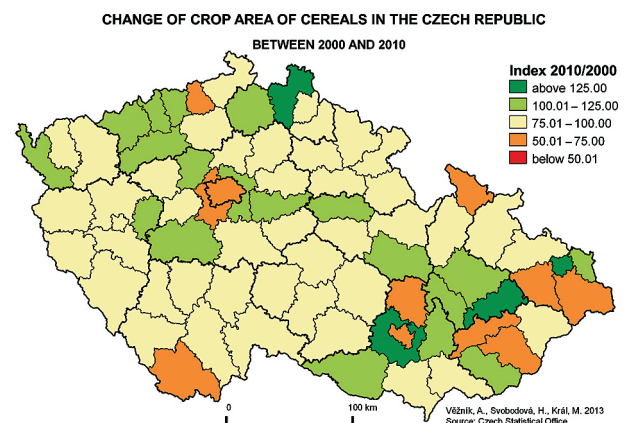 CHANGE OF CROP AREA OF CEREALS IN THE CZECH REPUBLIC
BETWEEN 2000 AND 2010
Index 2010/2000
above 125.00
100.01 – 125.00
75.01 – 100.00
50.01 – 75.00
below 50.01
0 100 km
Věžník, A., Svobodová, H., Král, M. 2013
Source: Czech Statistical Office